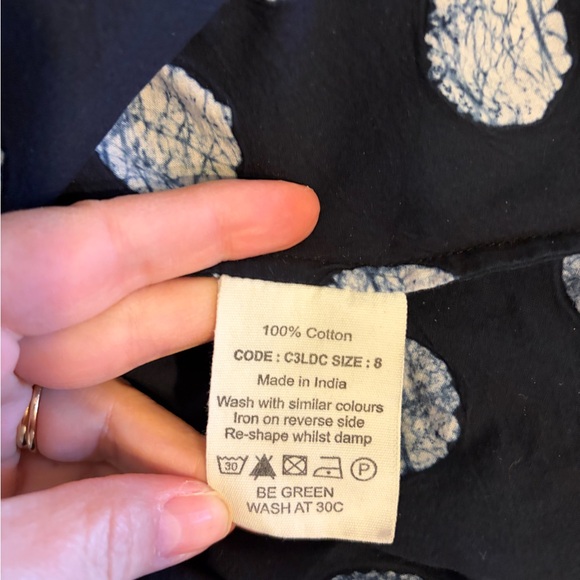 100% Cotton
CODE : C3LDC SIZE : 8
Made in India
Wash with similar colours
Iron on reverse side
Re-shape whilst damp
30 P
BE GREEN
WASH AT 30C